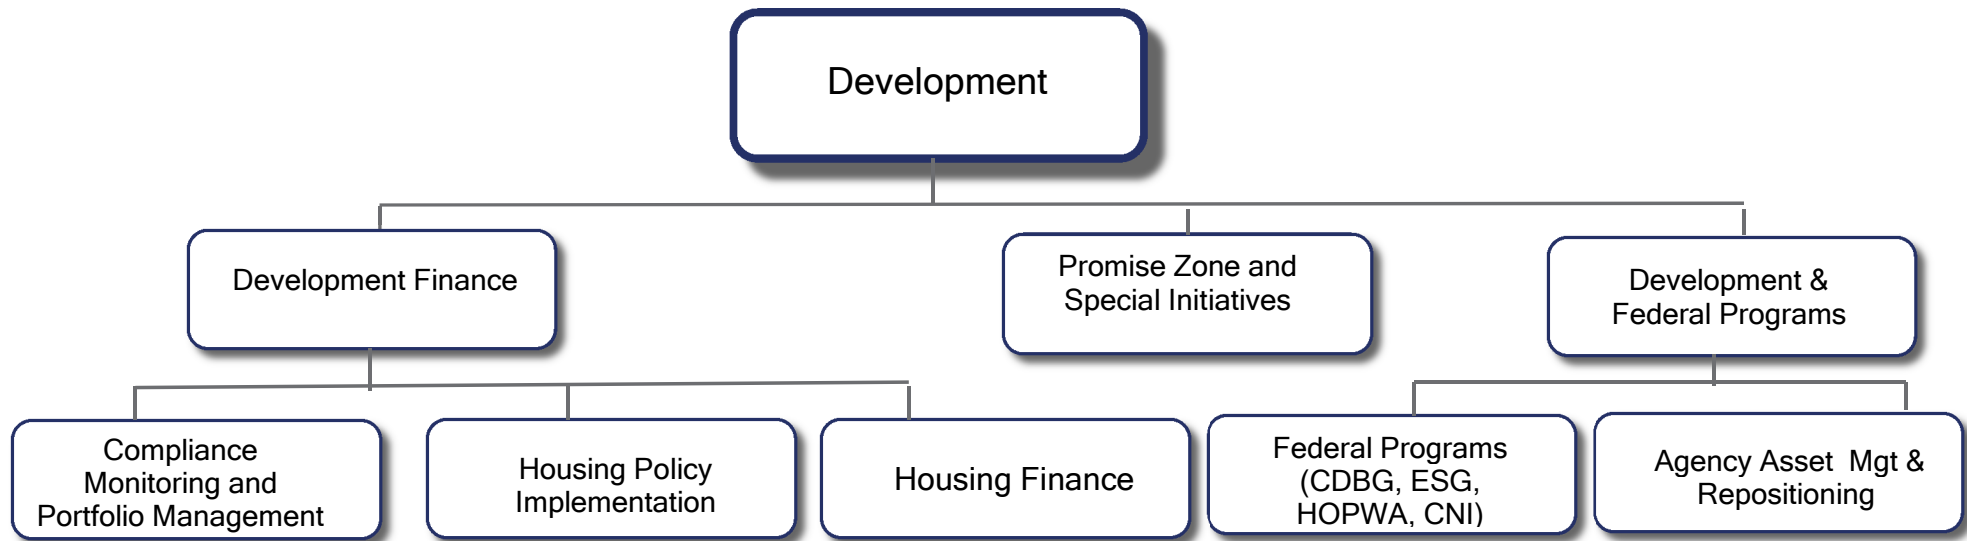 Development
Development Finance
Promise Zone and
Special Initiatives
Development &
Federal Programs
Compliance
Monitoring and
Portfolio Management
Housing Policy
Implementation
Housing Finance
Federal Programs
(CDBG, ESG,
HOPWA, CNI)
Agency Asset  Mgt &
Repositioning